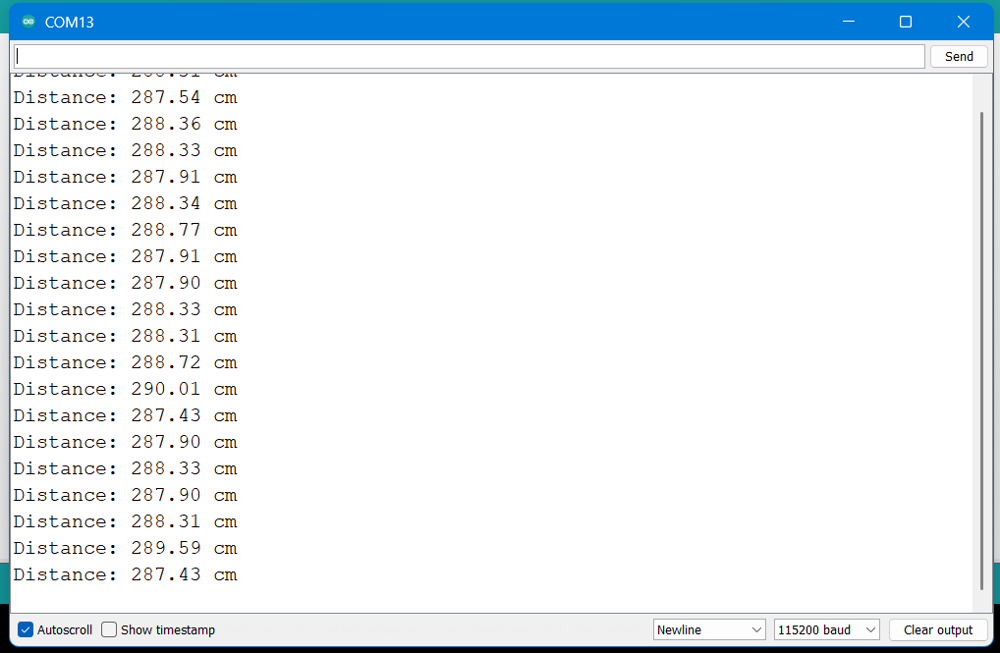 COM13
Send
Distance: cm
Distance: 287.54 cm
Distance: 288.36 cm
Distance: 288.33 cm
Distance: 287.91 cm
Distance: 288.34 cm
Distance: 288.77 cm
Distance: 287.91 cm
Distance: 287.90 cm
Distance: 288.33 cm
Distance: 288.31 cm
Distance: 288.72 cm
Distance: 290.01 cm
Distance: 287.43 cm
Distance: 287.90 cm
Distance: 288.33 cm
Distance: 287.90 cm
Distance: 288.31 cm
Distance: 289.59 cm
Distance: 287.43 cm
Autoscroll Show timestamp Newline 115200 baud Clear output